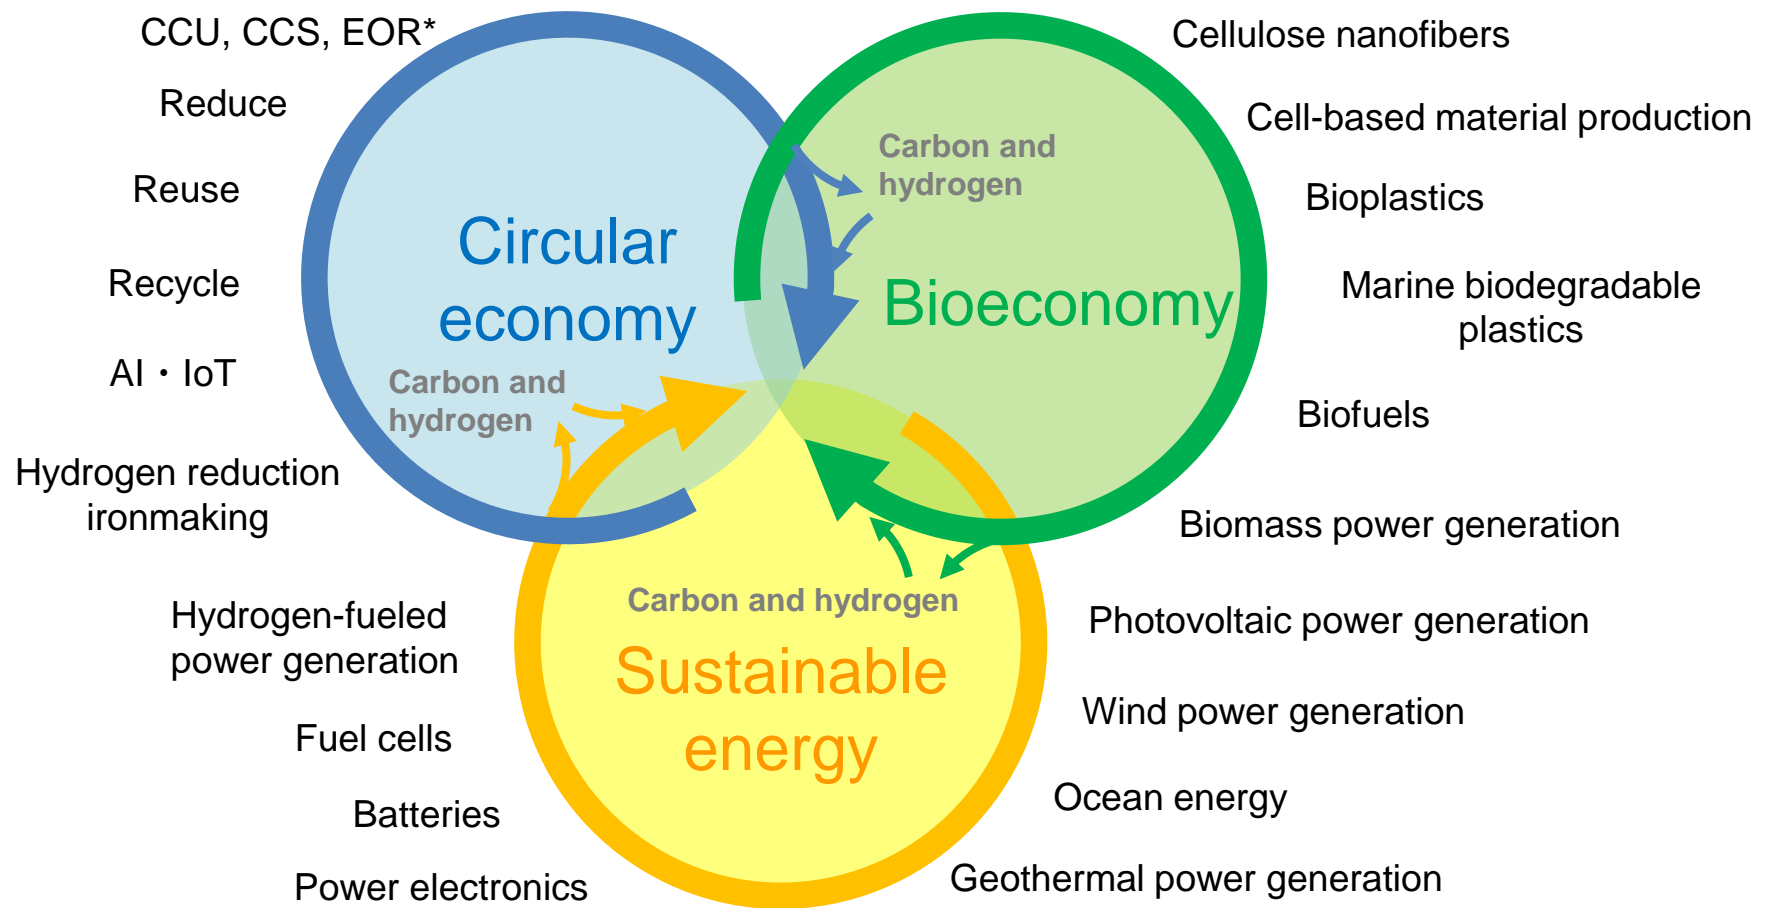 CCU, CCS, EOR*
Reduce
Reuse
Recycle
AI・IoT
Hydrogen reduction
ironmaking
Hydrogen-fueled
power generation
Fuel cells
Batteries
Power electronics
Circular
economy
Carbon and
hydrogen
Carbon and
hydrogen
Bioeconomy
Carbon and hydrogen
Sustainable
energy
Cellulose nanofibers
Cell-based material production
Bioplastics
Marine biodegradable
plastics
Biofuels
Biomass power generation
Photovoltaic power generation
Wind power generation
Ocean energy
Geothermal power generation